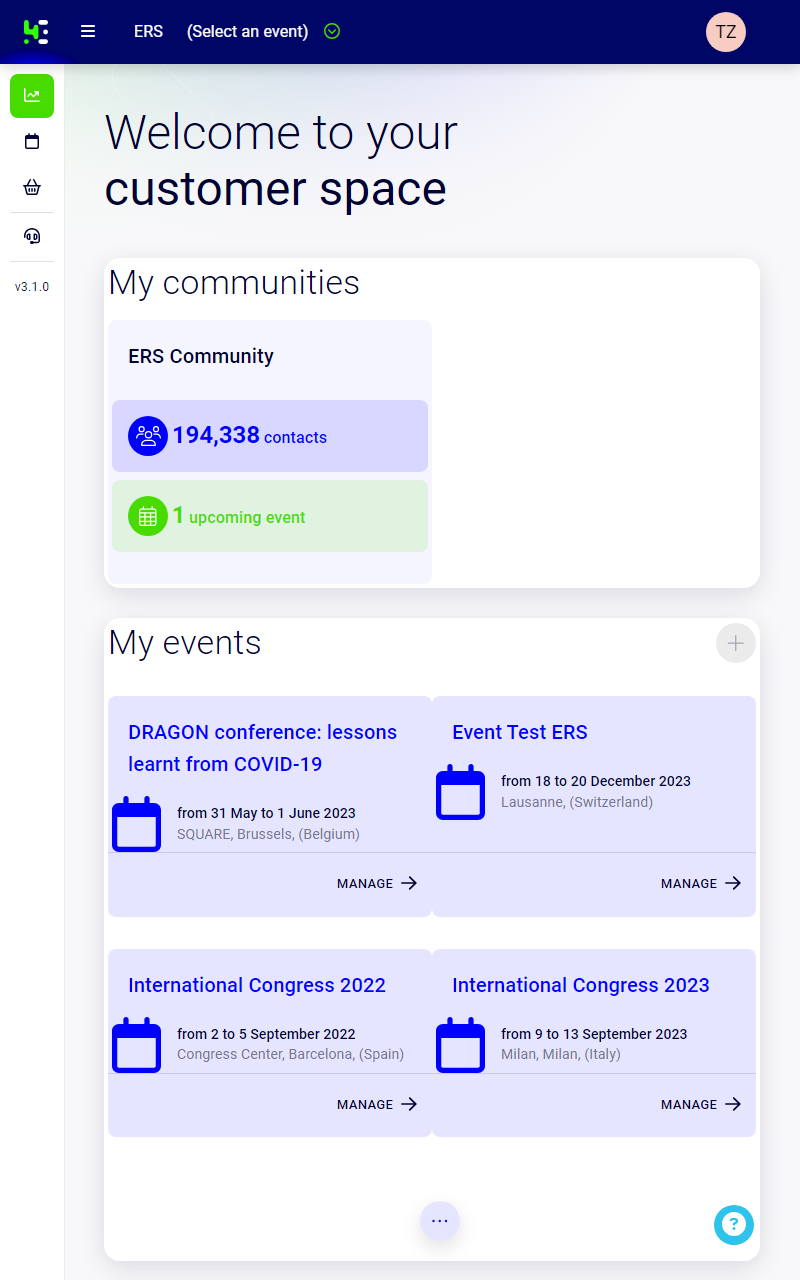 ERS (Select an event)
TZ
v3.1.0
Welcome to your
customer space
My communities
ERS Community
194,338 contacts
1 upcoming event
My events
DRAGON conference: lessons
learnt from COVID-19
from 31 May to 1 June 2023
SQUARE, Brussels, (Belgium)
MANAGE
Event Test ERS
from 18 to 20 December 2023
Lausanne, (Switzerland)
MANAGE
International Congress 2022
from 2 to 5 September 2022
Congress Center, Barcelona, (Spain)
MANAGE
International Congress 2023
from 9 to 13 September 2023
Milan, Milan, (Italy)
MANAGE
...
?